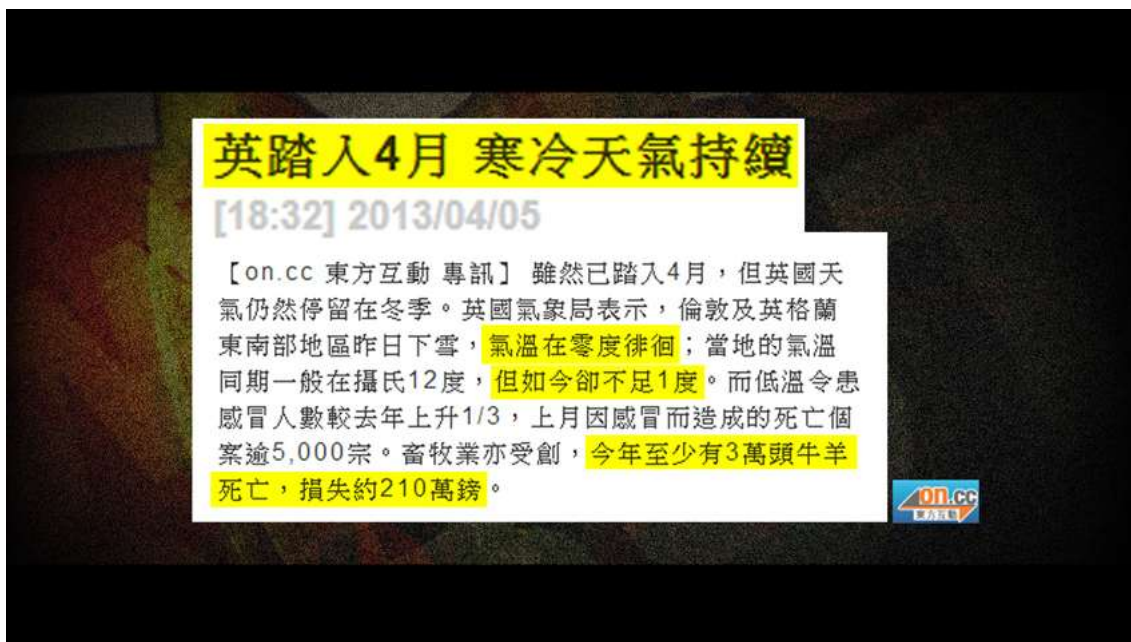 英踏入4月 寒冷天氣持續
[18:32] 2013/04/05
【on.cc 東方互動 專訊】 雖然已踏入4月，但英國天
氣仍然停留在冬季。英國氣象局表示，倫敦及英格蘭
東南部地區昨日下雪，氣溫在零度徘徊；當地的氣溫
同期一般在攝氏12度，但如今卻不足1度。而低溫令患
感冒人數較去年上升1/3，上月因感冒而造成的死亡個
案逾5,000宗。畜牧業亦受創，今年至少有3萬頭牛羊
死亡，損失約210萬鎊。
on.cc
東方互動